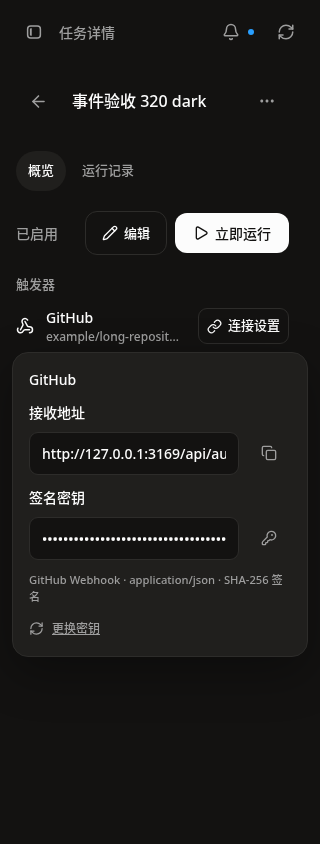 任务详情
事件验收 320 dark
概览 运行记录
已启用 编辑 立即运行
触发器
GitHub
example/long-reposit...
连接设置
GitHub
接收地址
http://127.0.0.1:3169/api/au
签名密钥
••••••••••••••••••••••••••••••••••
GitHub Webhook · application/json · SHA-256 签
名
更换密钥